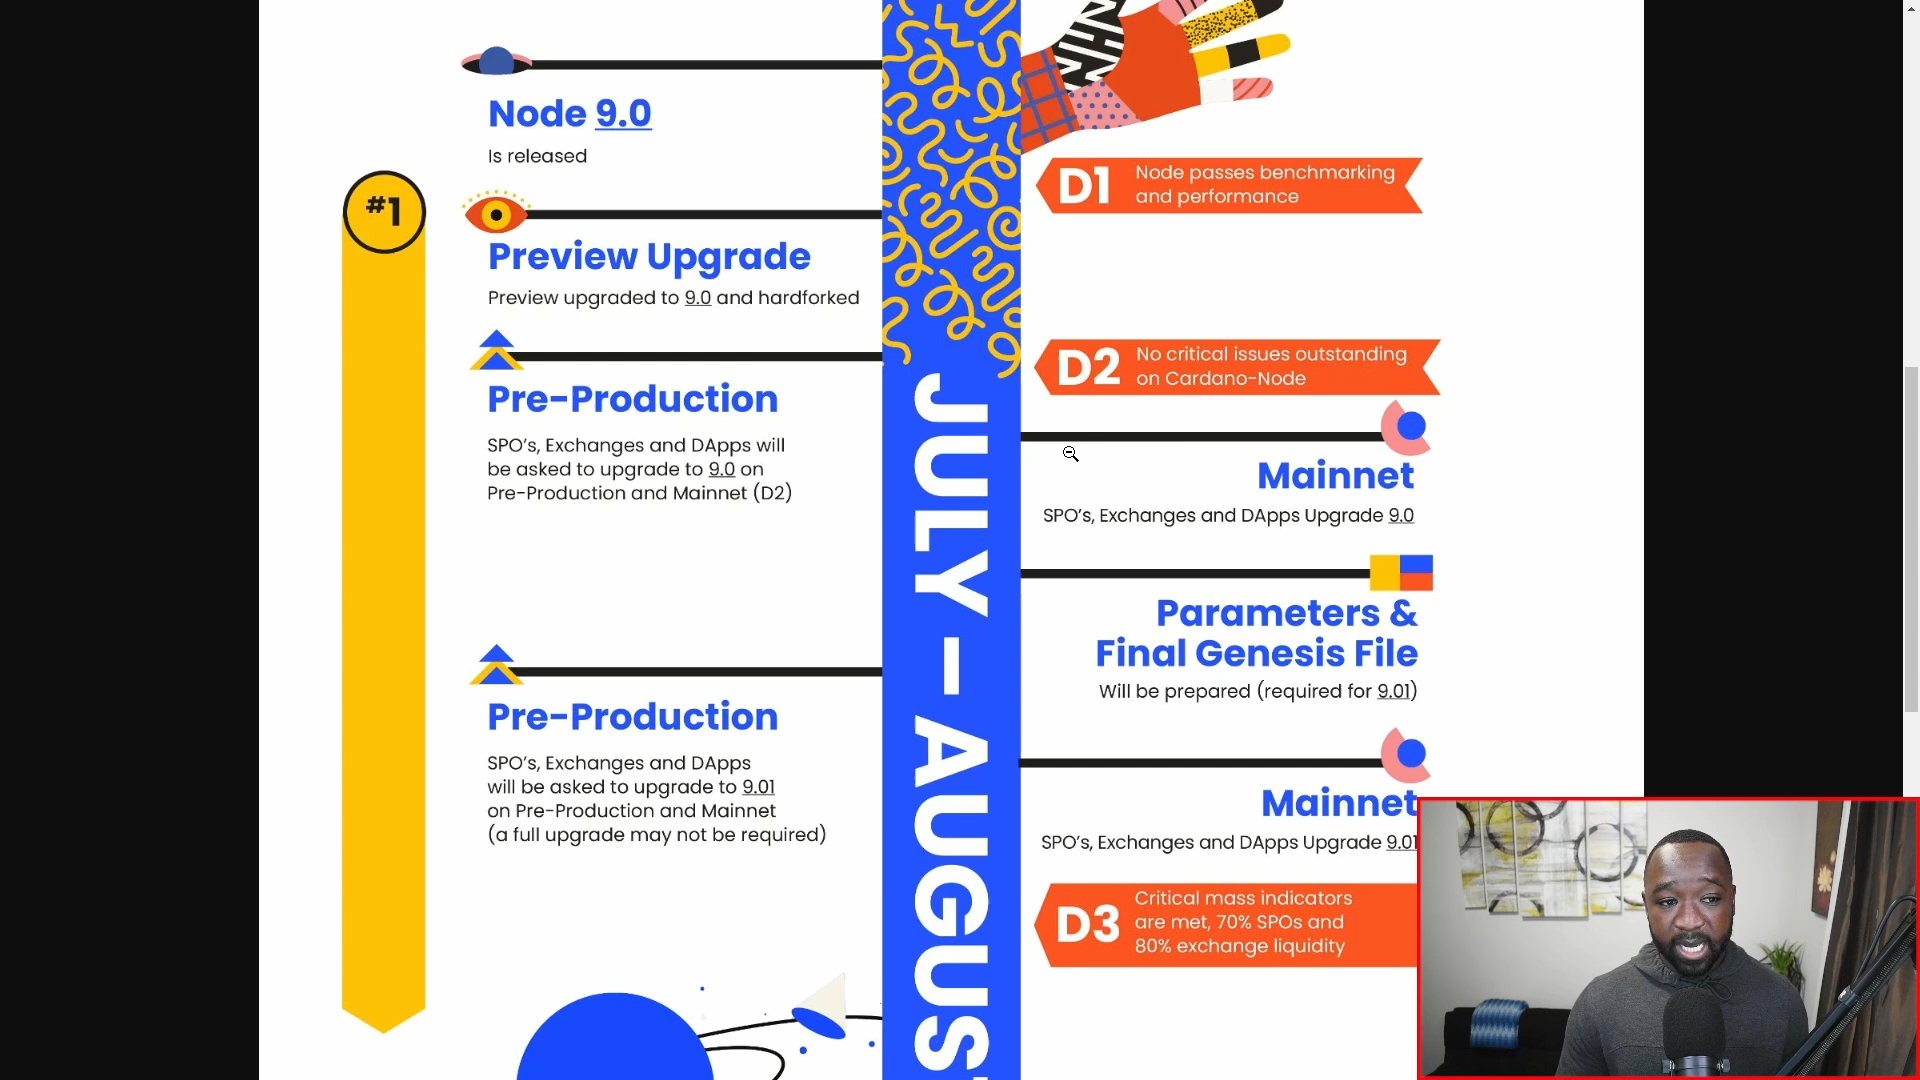 Node 9.0
Is released
#1
Preview Upgrade
Preview upgraded to 9.0 and hardforked
Pre-Production
SPO's, Exchanges and DApps will
be asked to upgrade to 9.0 on
Pre-Production and Mainnet (D2)
Pre-Production
SPO's, Exchanges and DApps
will be asked to upgrade to 9.01
on Pre-Production and Mainnet
(a full upgrade may not be required)
JULY – AUGUST
D1
Node passes benchmarking
and performance
D2
No critical issues outstanding
on Cardano-Node
Mainnet
SPO's, Exchanges and DApps Upgrade 9.0
Parameters &
Final Genesis File
Will be prepared (required for 9.01)
Mainnet
SPO's, Exchanges and DApps Upgrade 9.01
D3
Critical mass indicators
are met, 70% SPOs and
80% exchange liquidity